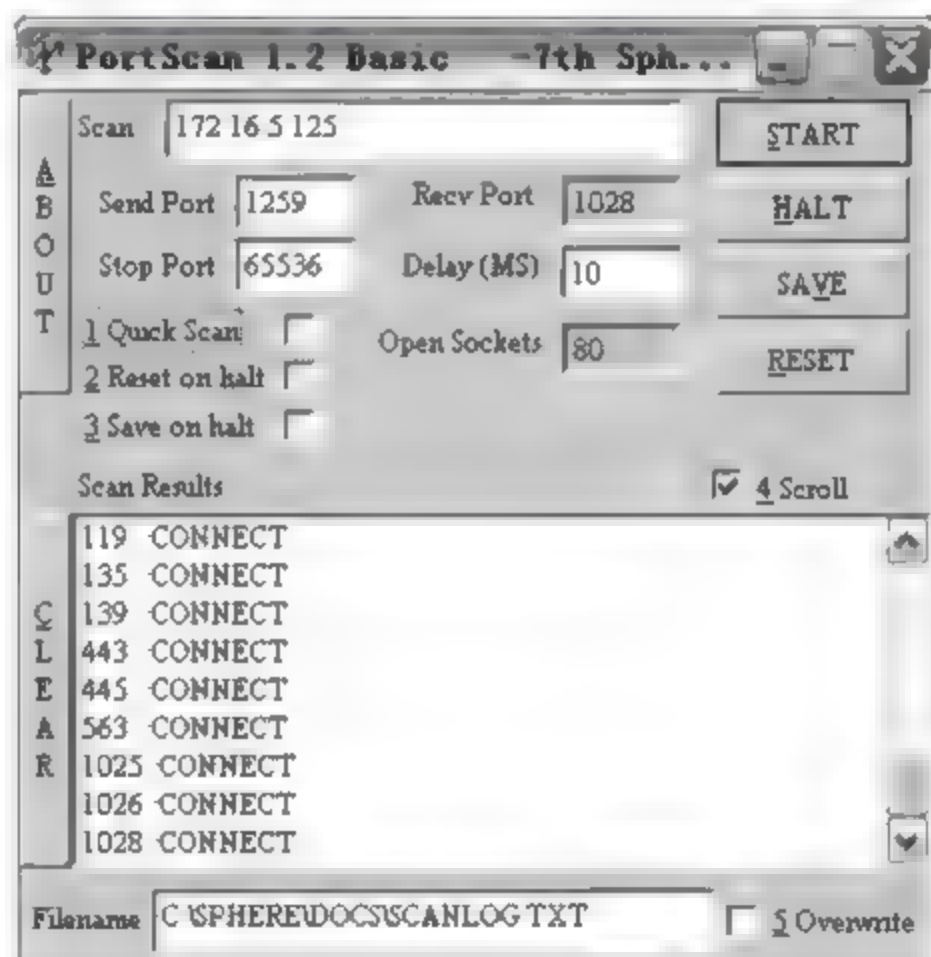 PortScan 1.2 Basic -7th Sph...
ABOUT
Scan 172 16 5 125
START
Send Port 1259 Recv Port 1028
HALT
Stop Port 65536 Delay (MS) 10
SAVE
1 Quick Scan Open Sockets 80
RESET
2 Reset on halt
3 Save on halt
Scan Results 4 Scroll
CLEAR
119 CONNECT
135 CONNECT
139 CONNECT
443 CONNECT
445 CONNECT
563 CONNECT
1025 CONNECT
1026 CONNECT
1028 CONNECT
Filename C \SPHERE\DOCS\SCANLOG TXT 5 Overwrite